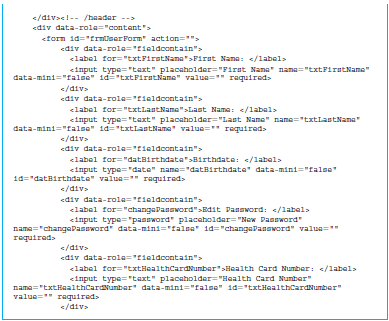 </div><!-- /header -->
<div data-role="content">
<form id="frmUserForm" action="">
<div data-role="fieldcontain">
<label for="txtFirstName">First Name: </label>
<input type="text" placeholder="First Name" name="txtFirstName"
data-mini="false" id="txtFirstName" value="" required>
</div>
<div data-role="fieldcontain">
<label for="txtLastName">Last Name: </label>
<input type="text" placeholder="Last Name" name="txtLastName"
data-mini="false" id="txtLastName" value="" required>
</div>
<div data-role="fieldcontain">
<label for="datBirthdate">Birthdate: </label>
<input type="date" name="datBirthdate" data-mini="false"
id="datBirthdate" value="" required>
</div>
<div data-role="fieldcontain">
<label for="changePassword">Edit Password: </label>
<input type="password" placeholder="New Password"
name="changePassword" data-mini="false" id="changePassword" value=""
required>
</div>
<div data-role="fieldcontain">
<label for="txtHealthCardNumber">Health Card Number: </label>
<input type="text" placeholder="Health Card Number"
name="txtHealthCardNumber" data-mini="false" id="txtHealthCardNumber"
value="" required>
</div>